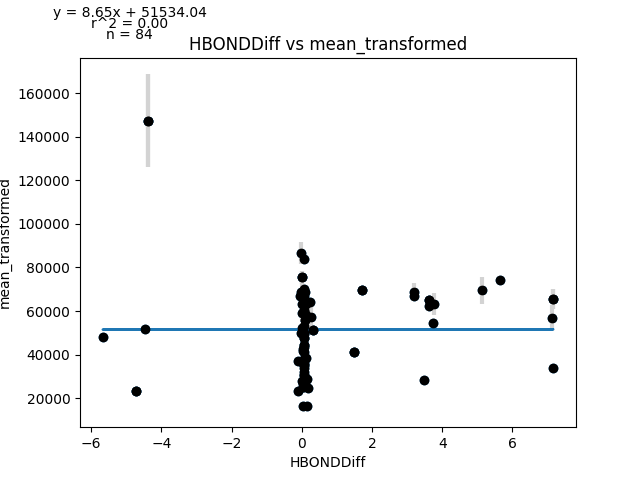 y = 8.65x + 51534.04
r^2 = 0.00
n = 84
HBONDDiff vs mean_transformed
160000
140000
120000
100000
80000
60000
40000
20000
mean_transformed
−6
−4
−2
0
2
4
6
HBONDDiff